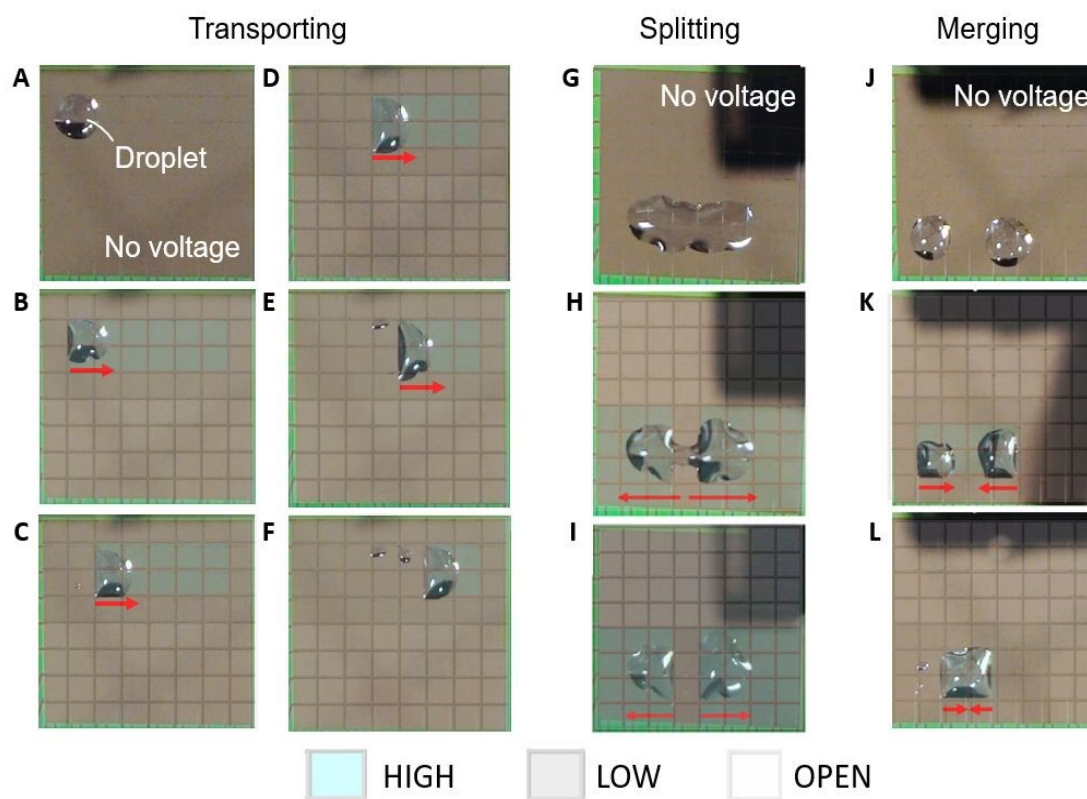 Transporting
Splitting
Merging
A
Droplet
No voltage
D
G
No voltage
J
No voltage
B
E
H
K
C
F
I
L
HIGH
LOW
OPEN